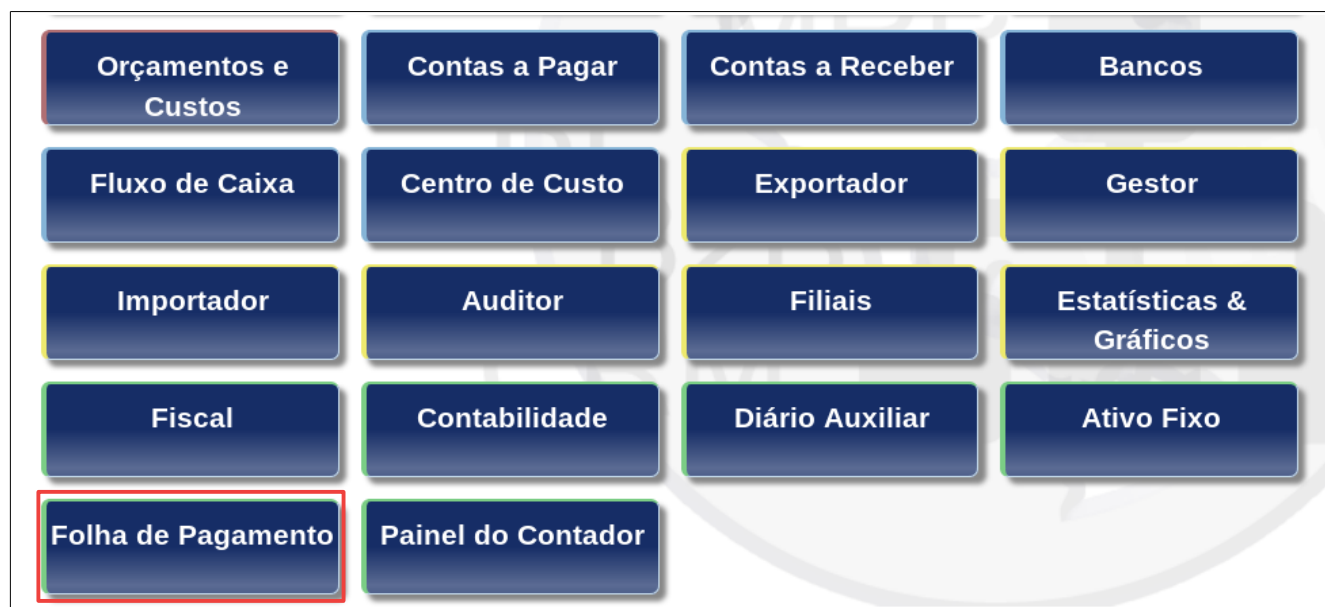 Orçamentos e
Custos
Contas a Pagar
Contas a Receber
Bancos
Fluxo de Caixa
Centro de Custo
Exportador
Gestor
Importador
Auditor
Filiais
Estatísticas &
Gráficos
Fiscal
Contabilidade
Diário Auxiliar
Ativo Fixo
Folha de Pagamento
Painel do Contador